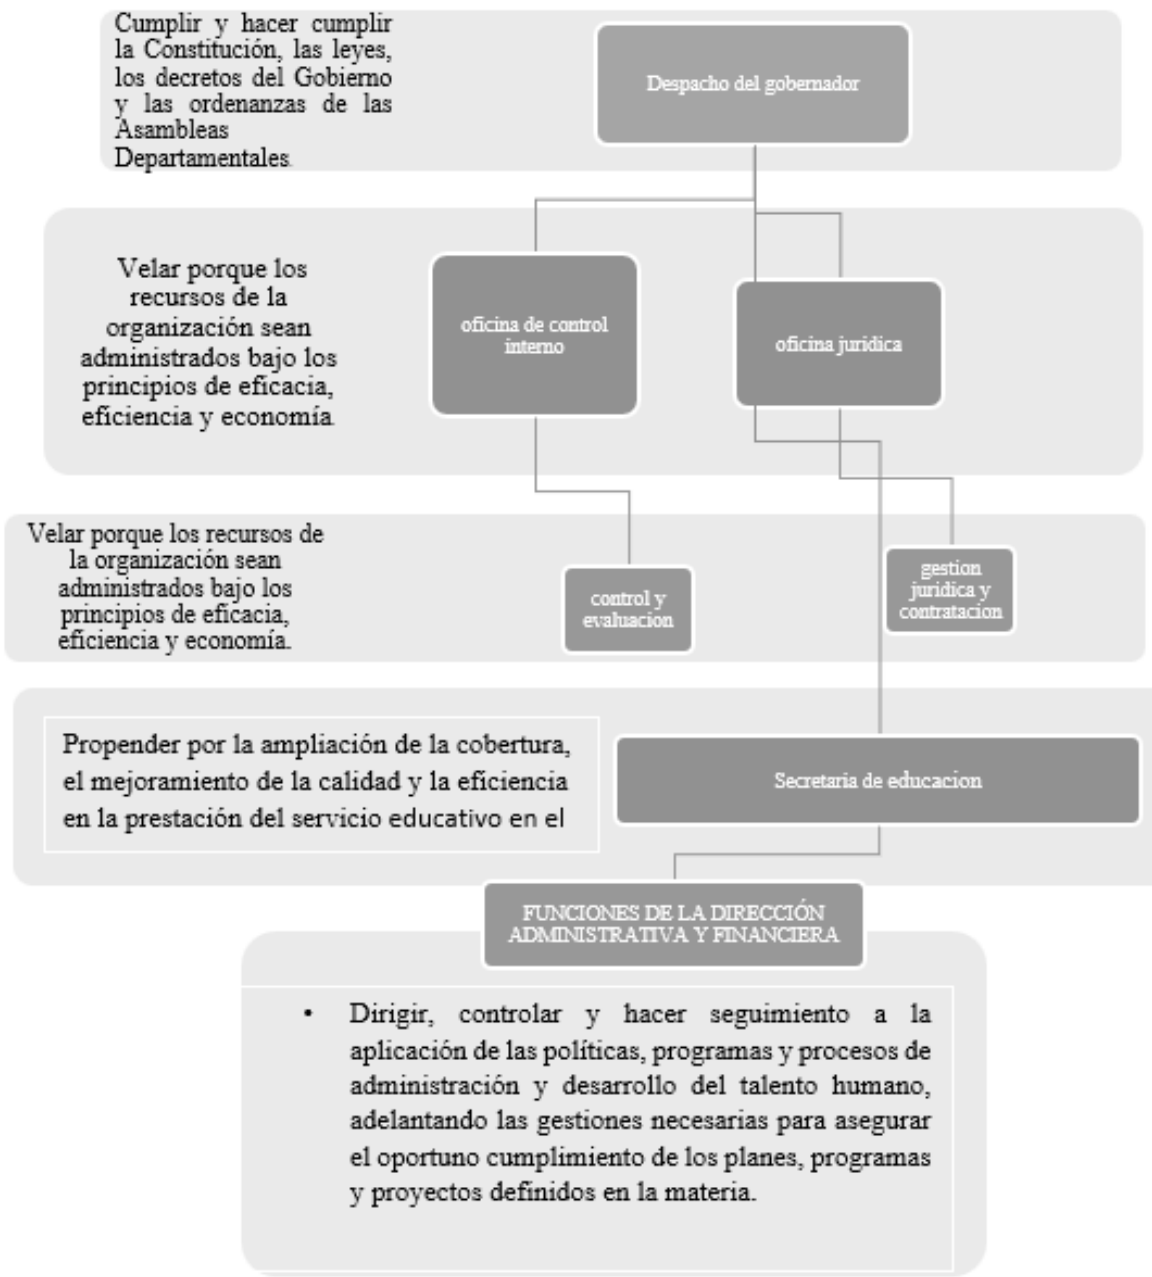 Cumplir y hacer cumplir
la Constitución, las leyes,
los decretos del Gobierno
y las ordenanzas de las
Asambleas
Departamentales.
Despacho del gobernador
Velar porque los
recursos de la
organización sean
administrados bajo los
principios de eficacia,
eficiencia y economía
oficina de control
interno
oficina juridica
Velar porque los recursos de
la organización sean
administrados bajo los
principios de eficacia,
eficiencia y economía.
control y
evaluacion
gestion
juridica y
contratacion
Propender por la ampliación de la cobertura,
el mejoramiento de la calidad y la eficiencia
en la prestación del servicio educativo en el
Secretaria de educacion
FUNCIONES DE LA DIRECCIÓN
ADMINISTRATIVA Y FINANCIERA
• Dirigir, controlar y hacer seguimiento a la
aplicación de las políticas, programas y procesos de
administración y desarrollo del talento humano,
adelantando las gestiones necesarias para asegurar
el oportuno cumplimiento de los planes, programas
y proyectos definidos en la materia.